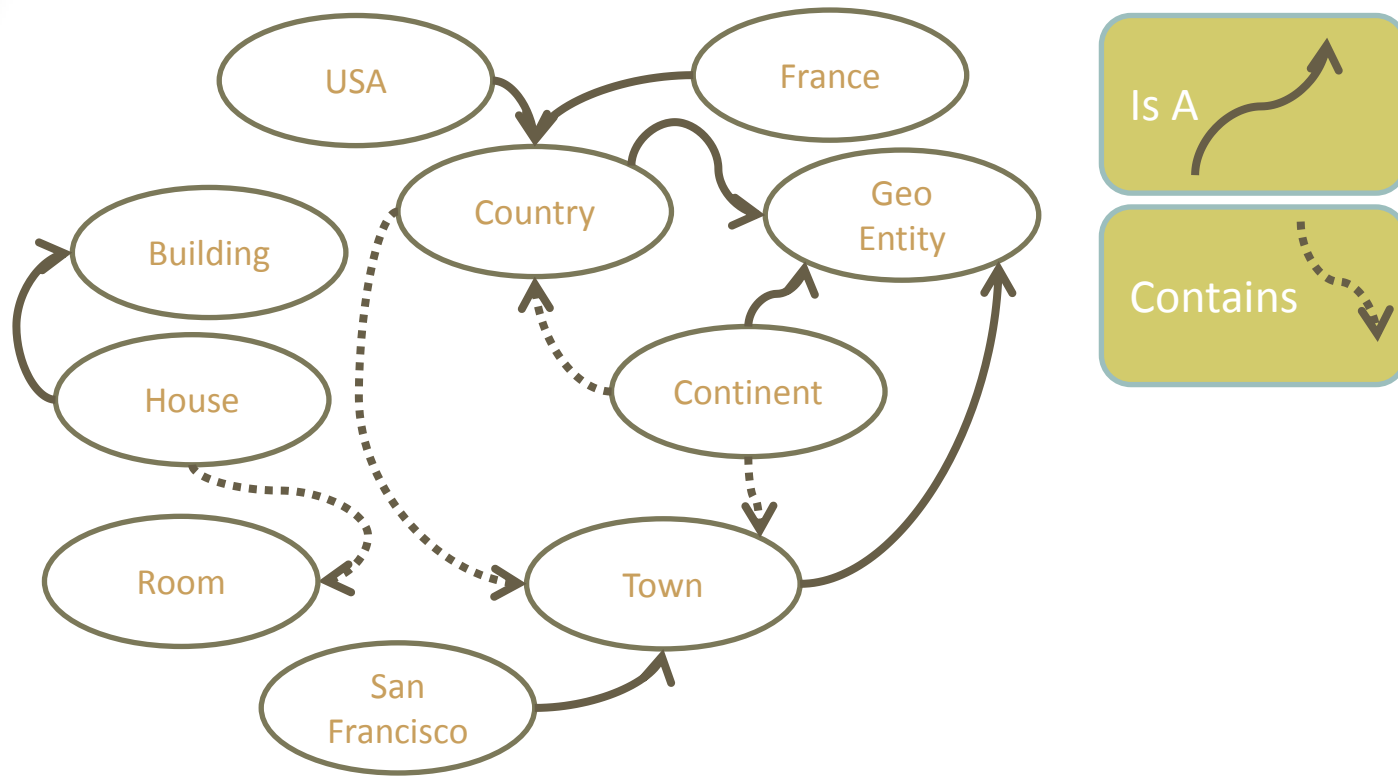 USA
France
Is A
Country
Geo
Entity
Building
Contains
House
Continent
Room
Town
San
Francisco